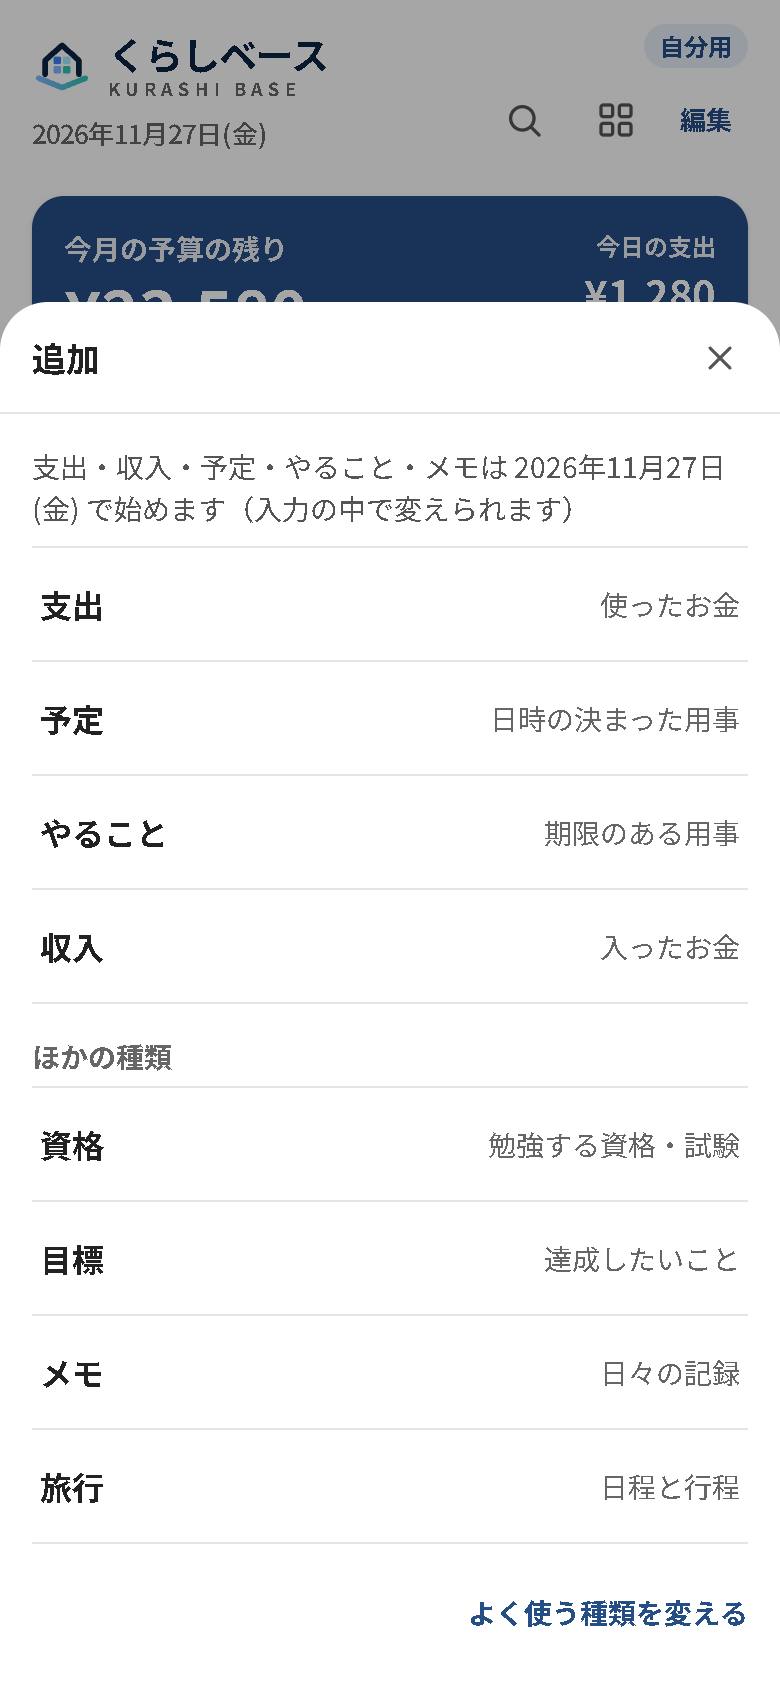 くらしベース
KURASHI BASE
自分用
2026年11月27日(金)
編集
今月の予算の残り
今日の支出
¥1,280
追加
支出・収入・予定・やること・メモは 2026年11月27日
(金) で始めます（入力の中で変えられます）
支出
使ったお金
予定
日時の決まった用事
やること
期限のある用事
収入
入ったお金
ほかの種類
資格
勉強する資格・試験
目標
達成したいこと
メモ
日々の記録
旅行
日程と行程
よく使う種類を変える